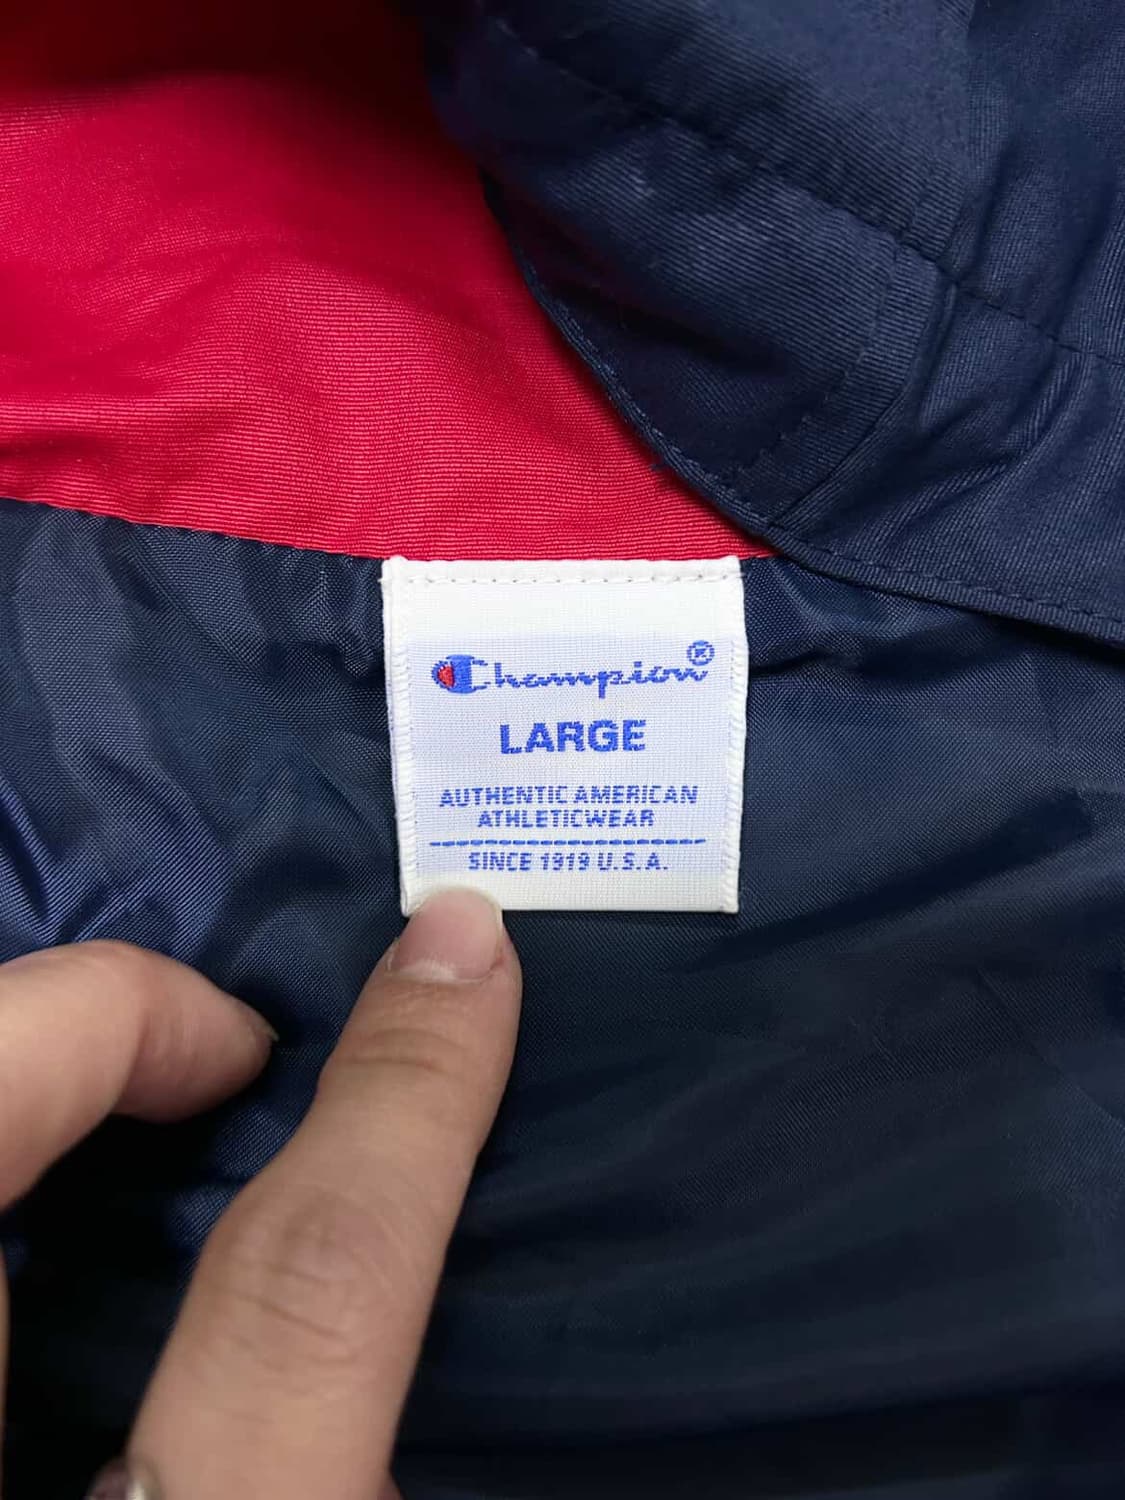 Champion®
LARGE
AUTHENTIC AMERICAN
ATHLETICWEAR
SINCE 1919 U.S.A.